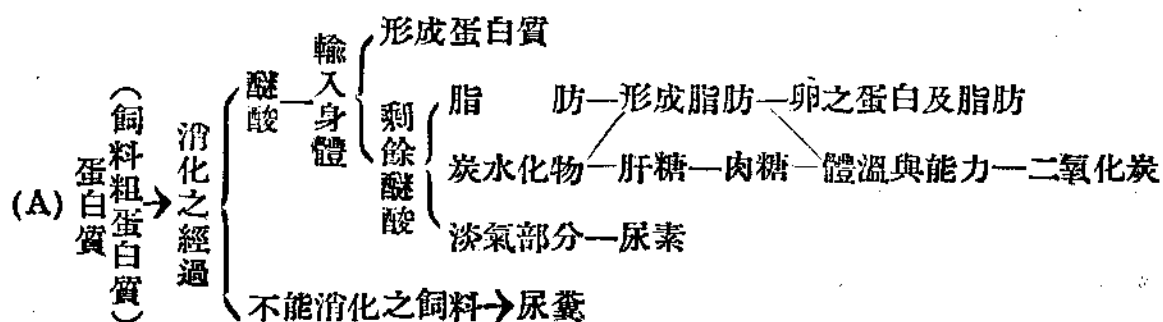 (A) 蛋白質
(飼料粗蛋白質)
消化之經過
醯酸
輸入身體
形成蛋白質
剩餘醯酸
脂肪—形成脂肪—卵之蛋白及脂肪
炭水化物—肝糖—肉糖—體溫與能力—二氧化炭
淡氣部分—尿素
不能消化之飼料→尿糞